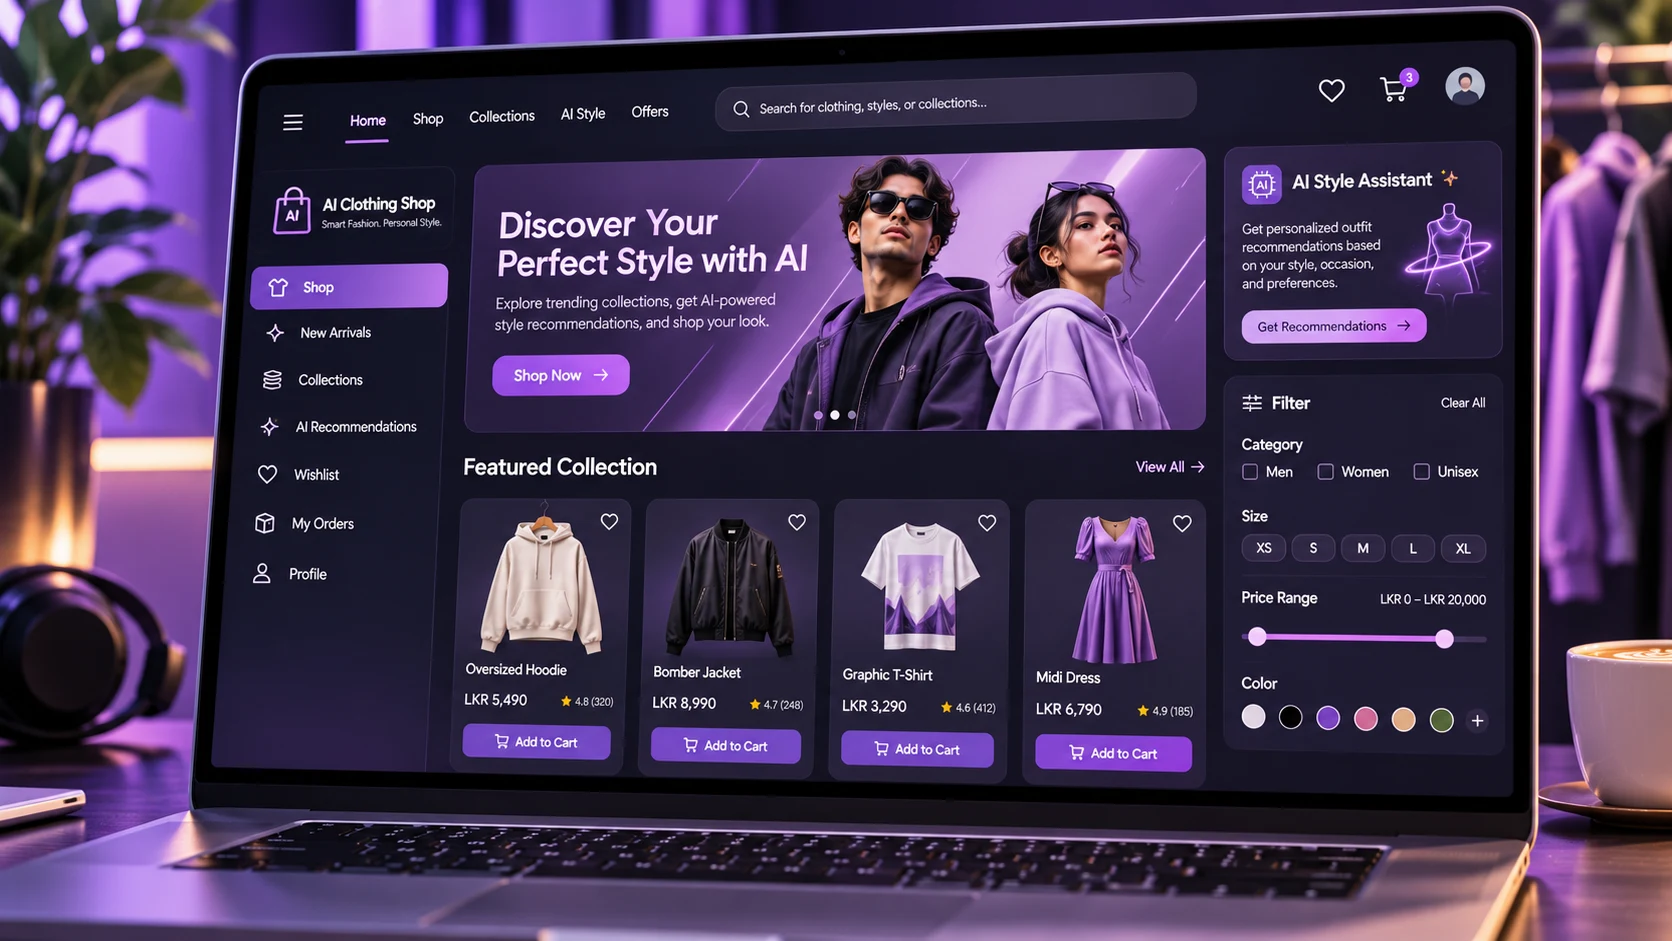 Home
Shop
Collections
AI Style
Offers
Search for clothing, styles, or collections...
3
AI
AI Clothing Shop
Smart Fashion. Personal Style.
Shop
New Arrivals
Collections
AI Recommendations
Wishlist
My Orders
Profile
Discover Your
Perfect Style with AI
Explore trending collections, get AI-powered
style recommendations, and shop your look.
Shop Now →
Featured Collection
View All →
Oversized Hoodie
LKR 5,490
★ 4.8 (320)
Add to Cart
Bomber Jacket
LKR 8,990
★ 4.7 (248)
Add to Cart
Graphic T-Shirt
LKR 3,290
★ 4.6 (412)
Add to Cart
Midi Dress
LKR 6,790
★ 4.9 (185)
Add to Cart
AI
AI Style Assistant
Get personalized outfit
recommendations based
on your style, occasion,
and preferences.
Get Recommendations →
Filter
Clear All
Category
Men
Women
Unisex
Size
XS
S
M
L
XL
Price Range
LKR 0 – LKR 20,000
Color
+